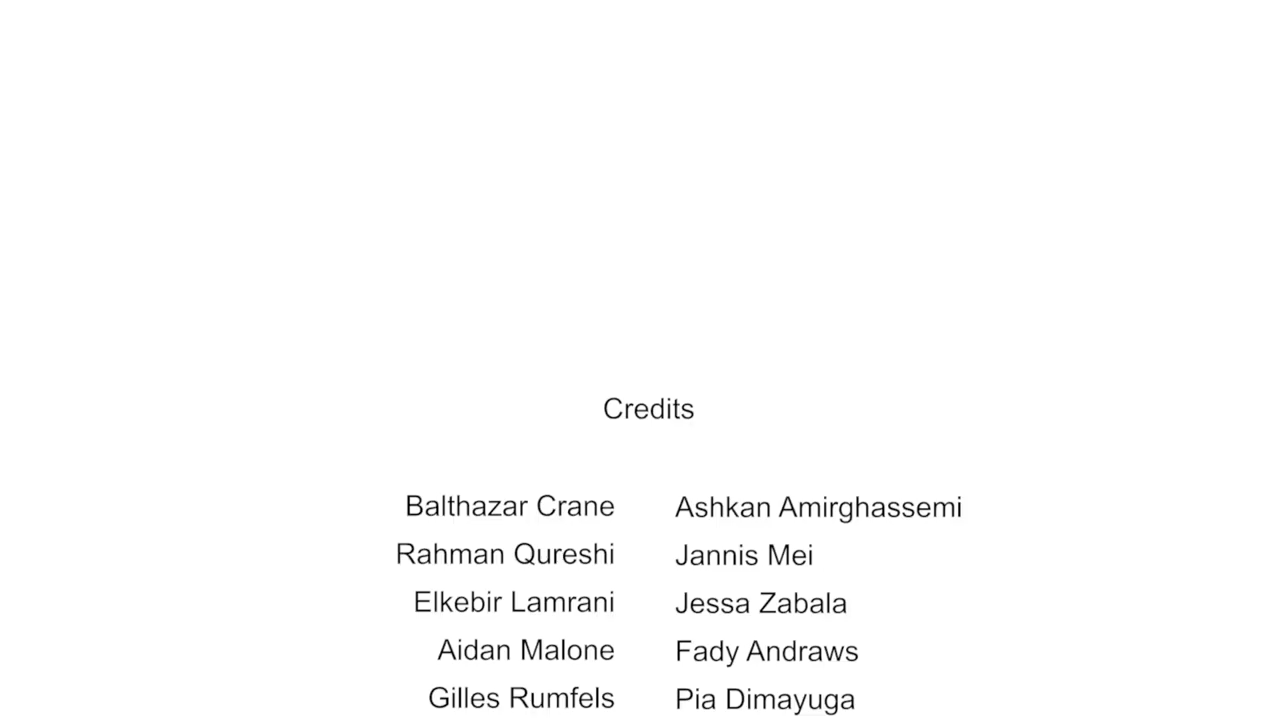 Credits
Balthazar Crane Ashkan Amirghassemi
Rahman Qureshi Jannis Mei
Elkebir Lamrani Jessa Zabala
Aidan Malone Fady Andraws
Gilles Rumfels Pia Dimayuga